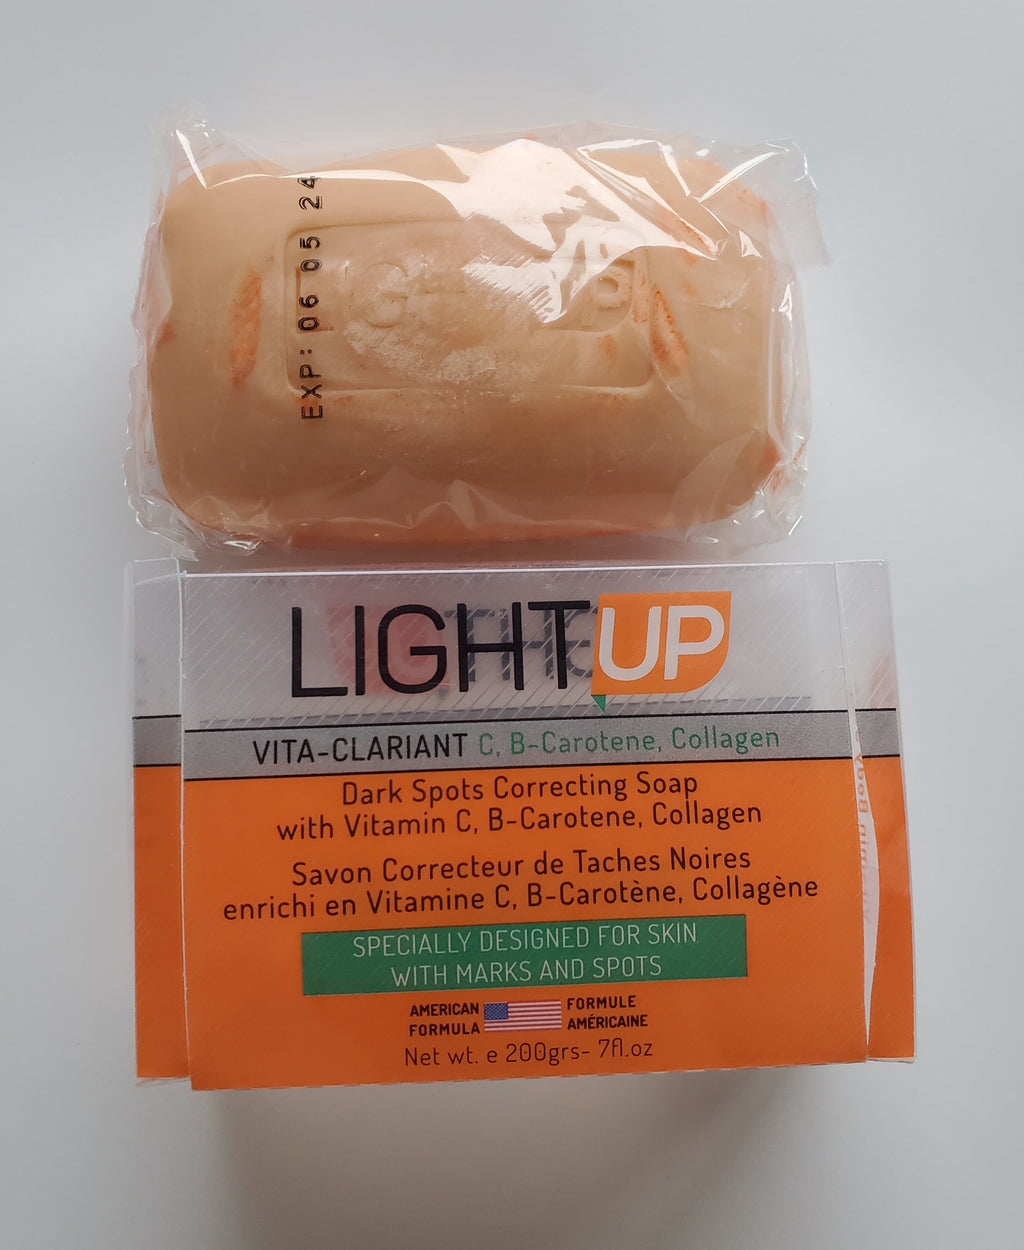 EXP: 06 05 24
LIGHTUP
VITA-CLARIANT C, B-Carotene, Collagen
Dark Spots Correcting Soap
with Vitamin C, B-Carotene, Collagen
Savon Correcteur de Taches Noires
enrichi en Vitamine C, B-Carotène, Collagène
SPECIALLY DESIGNED FOR SKIN
WITH MARKS AND SPOTS
AMERICAN FORMULE
FORMULA AMÉRICAINE
Net wt. e 200grs- 7fl.oz